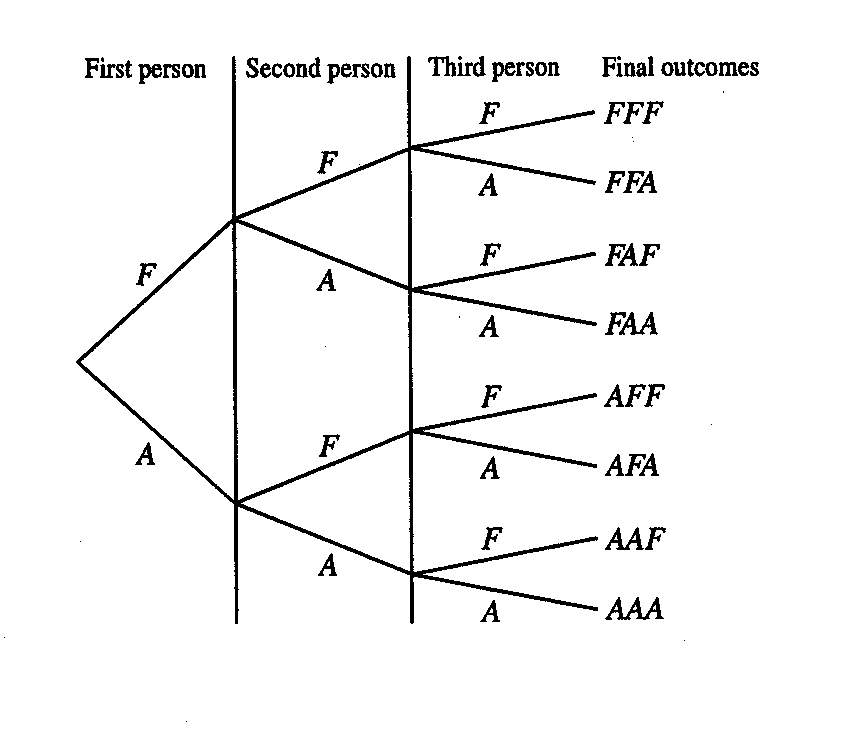 First person Second person Third person Final outcomes
F FFF
F
A FFA
F
F FAF
A
A FAA
F AFF
A F
A AFA
F AAF
A
A AAA